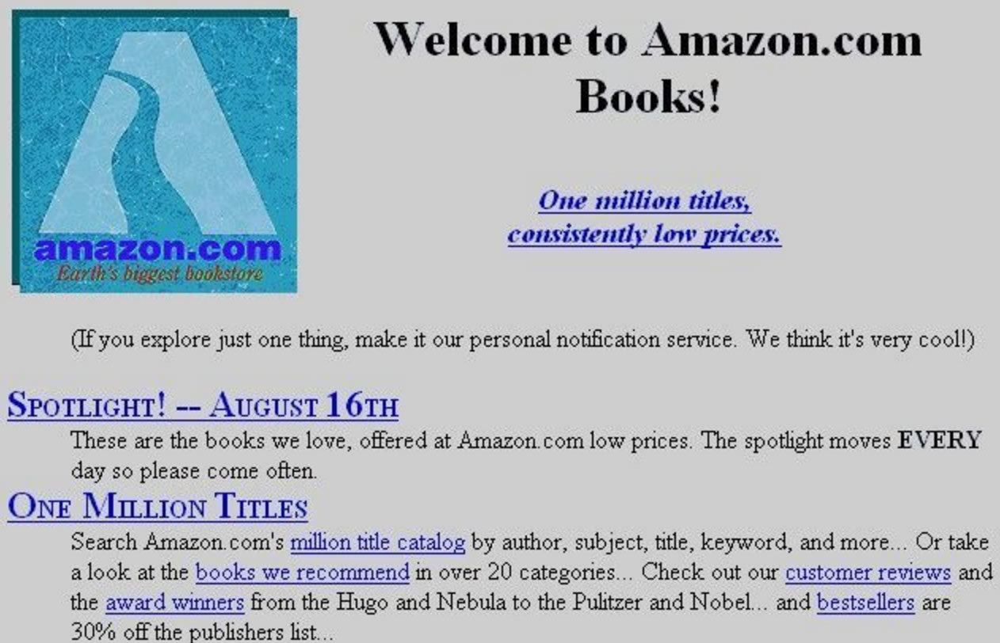 Welcome to Amazon.com
Books!
One million titles,
consistently low prices.
amazon.com
Earth's biggest bookstore
(If you explore just one thing, make it our personal notification service. We think it's very cool!)
SPOTLIGHT! -- AUGUST 16TH
These are the books we love, offered at Amazon.com low prices. The spotlight moves EVERY
day so please come often.
ONE MILLION TITLES
Search Amazon.com's million title catalog by author, subject, title, keyword, and more... Or take
a look at the books we recommend in over 20 categories... Check out our customer reviews and
the award winners from the Hugo and Nebula to the Pulitzer and Nobel... and bestsellers are
30% off the publishers list...